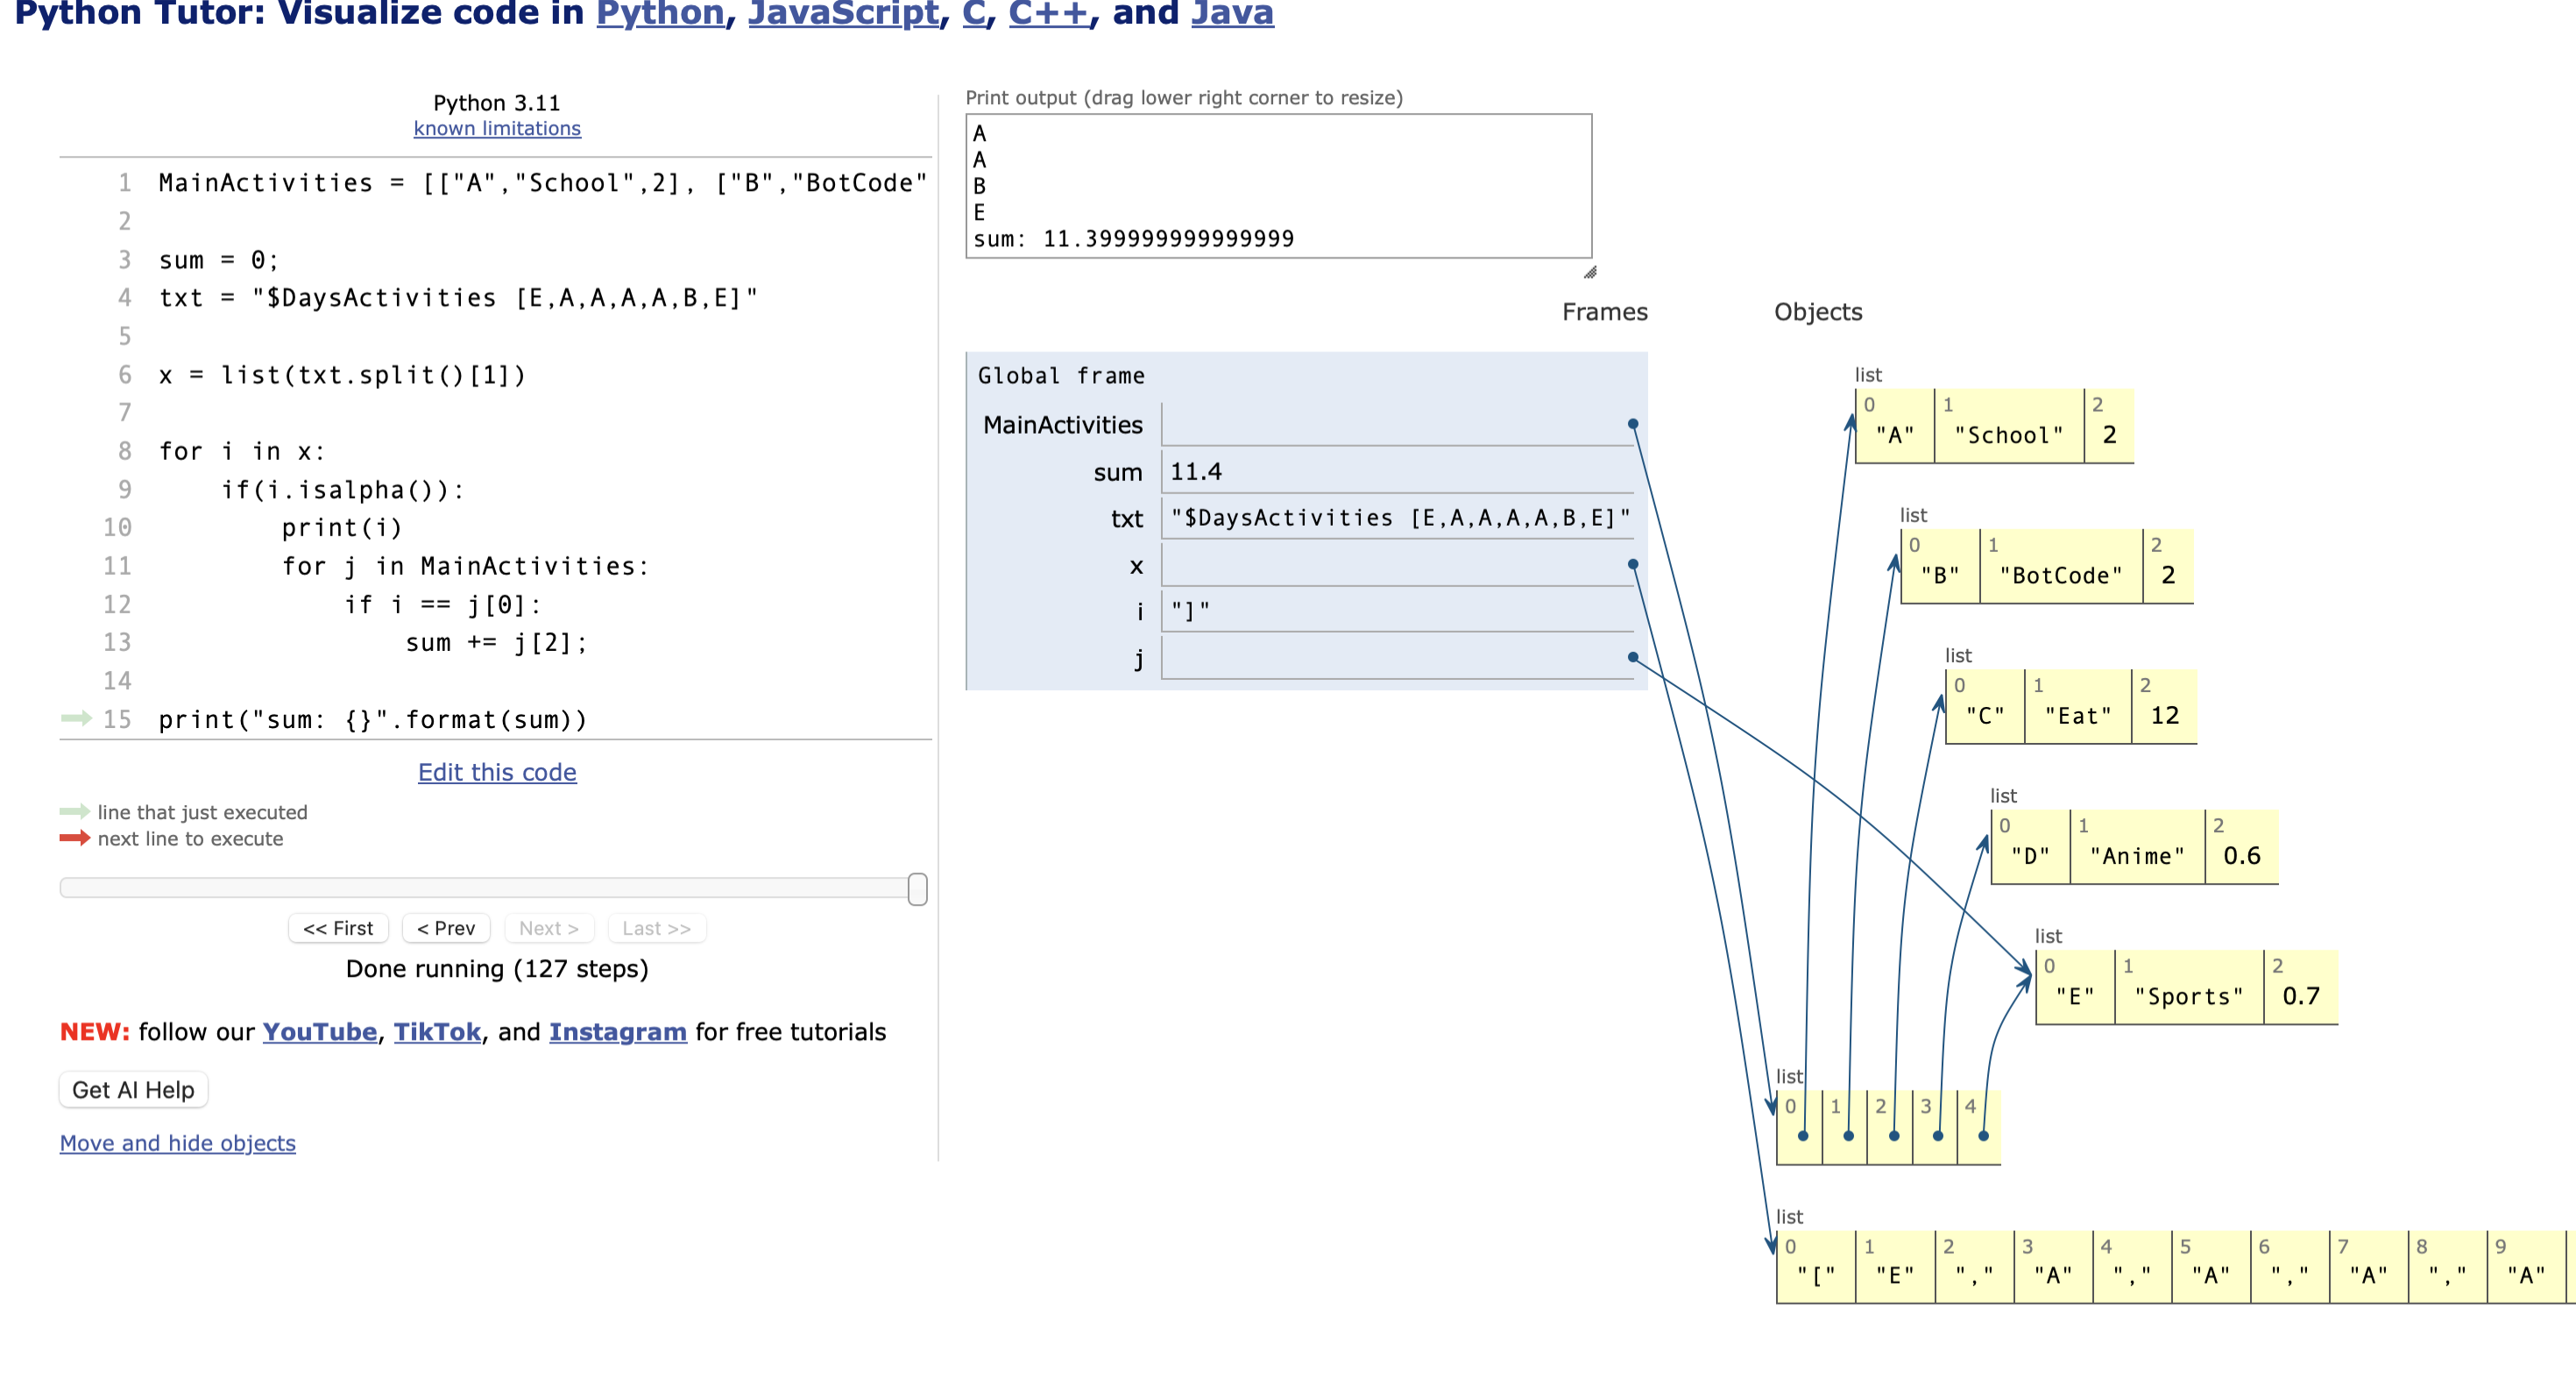 Python Tutor: Visualize code in Python, JavaScript, C, C++, and Java
Python 3.11
known limitations
1 MainActivities = [["A","School",2], ["B","BotCode"
2
3 sum = 0;
4 txt = "$DaysActivities [E,A,A,A,A,B,E]"
5
6 x = list(txt.split()[1])
7
8 for i in x:
9 if(i.isalpha()):
10 print(i)
11 for j in MainActivities:
12 if i == j[0]:
13 sum += j[2];
14
15 print("sum: {}".format(sum))
Edit this code
line that just executed
next line to execute
<< First < Prev Next > Last >>
Done running (127 steps)
NEW: follow our YouTube, TikTok, and Instagram for free tutorials
Get AI Help
Move and hide objects
Print output (drag lower right corner to resize)
A
A
B
E
sum: 11.399999999999999
Frames Objects
Global frame
MainActivities
sum 11.4
txt "$DaysActivities [E,A,A,A,A,B,E]"
x
i "]"
j
list
0 1 2
"A" "School" 2
list
0 1 2
"B" "BotCode" 2
list
0 1 2
"C" "Eat" 12
list
0 1 2
"D" "Anime" 0.6
list
0 1 2
"E" "Sports" 0.7
list
0 1 2 3 4
list
0 1 2 3 4 5 6 7 8 9
"[" "E" "," "A" "," "A" "," "A" "," "A"